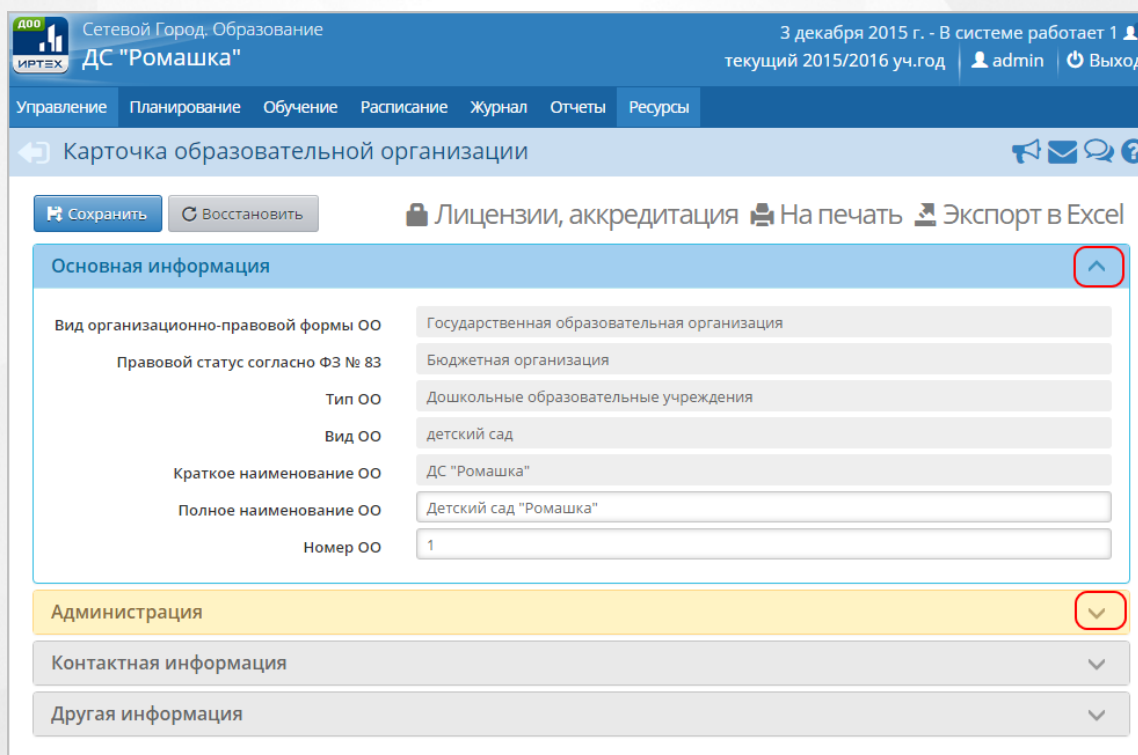 ДОО
ИРТЕХ
Сетевой Город. Образование
ДС "Ромашка"
3 декабря 2015 г. - В системе работает 1
текущий 2015/2016 уч.год admin Выход
Управление Планирование Обучение Расписание Журнал Отчеты Ресурсы
Карточка образовательной организации
Сохранить Восстановить Лицензии, аккредитация На печать Экспорт в Excel
Основная информация
Вид организационно-правовой формы ОО Государственная образовательная организация
Правовой статус согласно ФЗ № 83 Бюджетная организация
Тип ОО Дошкольные образовательные учреждения
Вид ОО детский сад
Краткое наименование ОО ДС "Ромашка"
Полное наименование ОО Детский сад "Ромашка"
Номер ОО 1
Администрация
Контактная информация
Другая информация